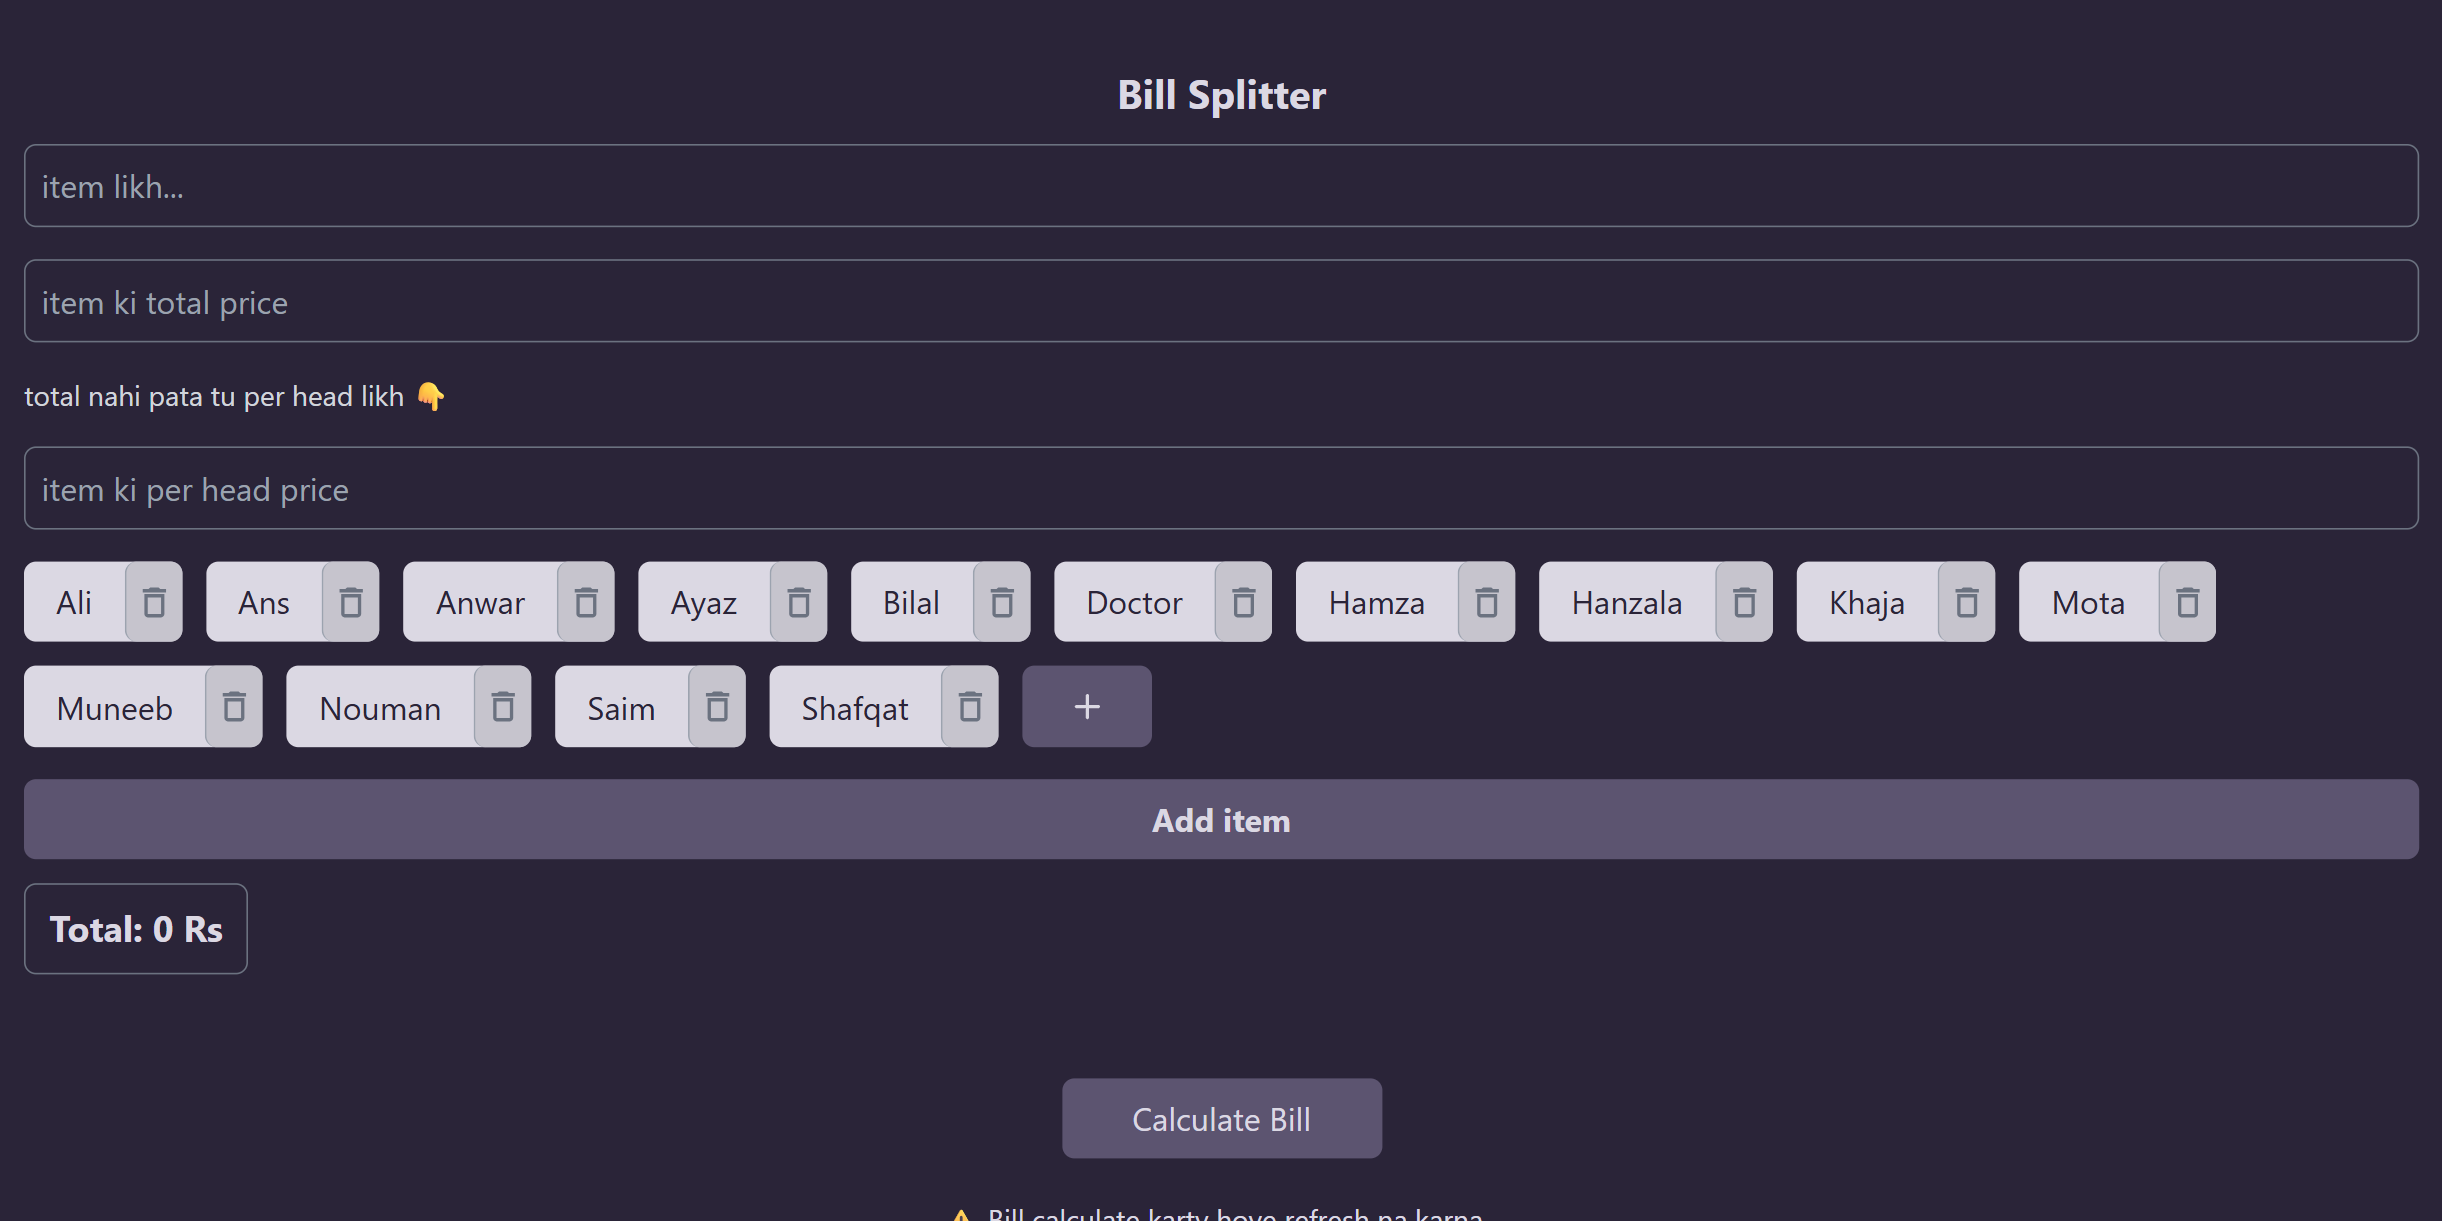 Bill Splitter
item likh...
item ki total price
total nahi pata tu per head likh 👇
item ki per head price
Ali Ans Anwar Ayaz Bilal Doctor Hamza Hanzala Khaja Mota
Muneeb Nouman Saim Shafqat +
Add item
Total: 0 Rs
Calculate Bill
⚠️ Bill calculate karty hove refresh na karna